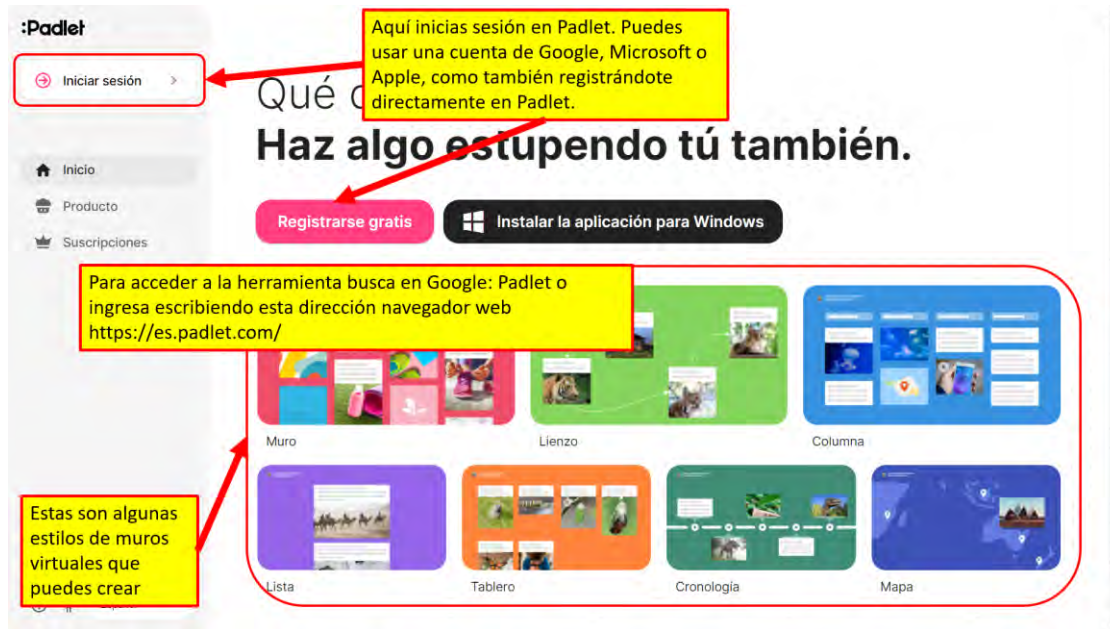 :Padlet
Iniciar sesión
Aquí inicias sesión en Padlet. Puedes
usar una cuenta de Google, Microsoft o
Apple, como también registrándote
directamente en Padlet.
Qué
Haz algo estupendo tú también.
Inicio
Producto
Suscripciones
Registrarse gratis
Instalar la aplicación para Windows
Para acceder a la herramienta busca en Google: Padlet o
ingresa escribiendo esta dirección navegador web
https://es.padlet.com/
Muro
Lienzo
Columna
Estas son algunas
estilos de muros
virtuales que
puedes crear
Lista
Tablero
Cronología
Mapa